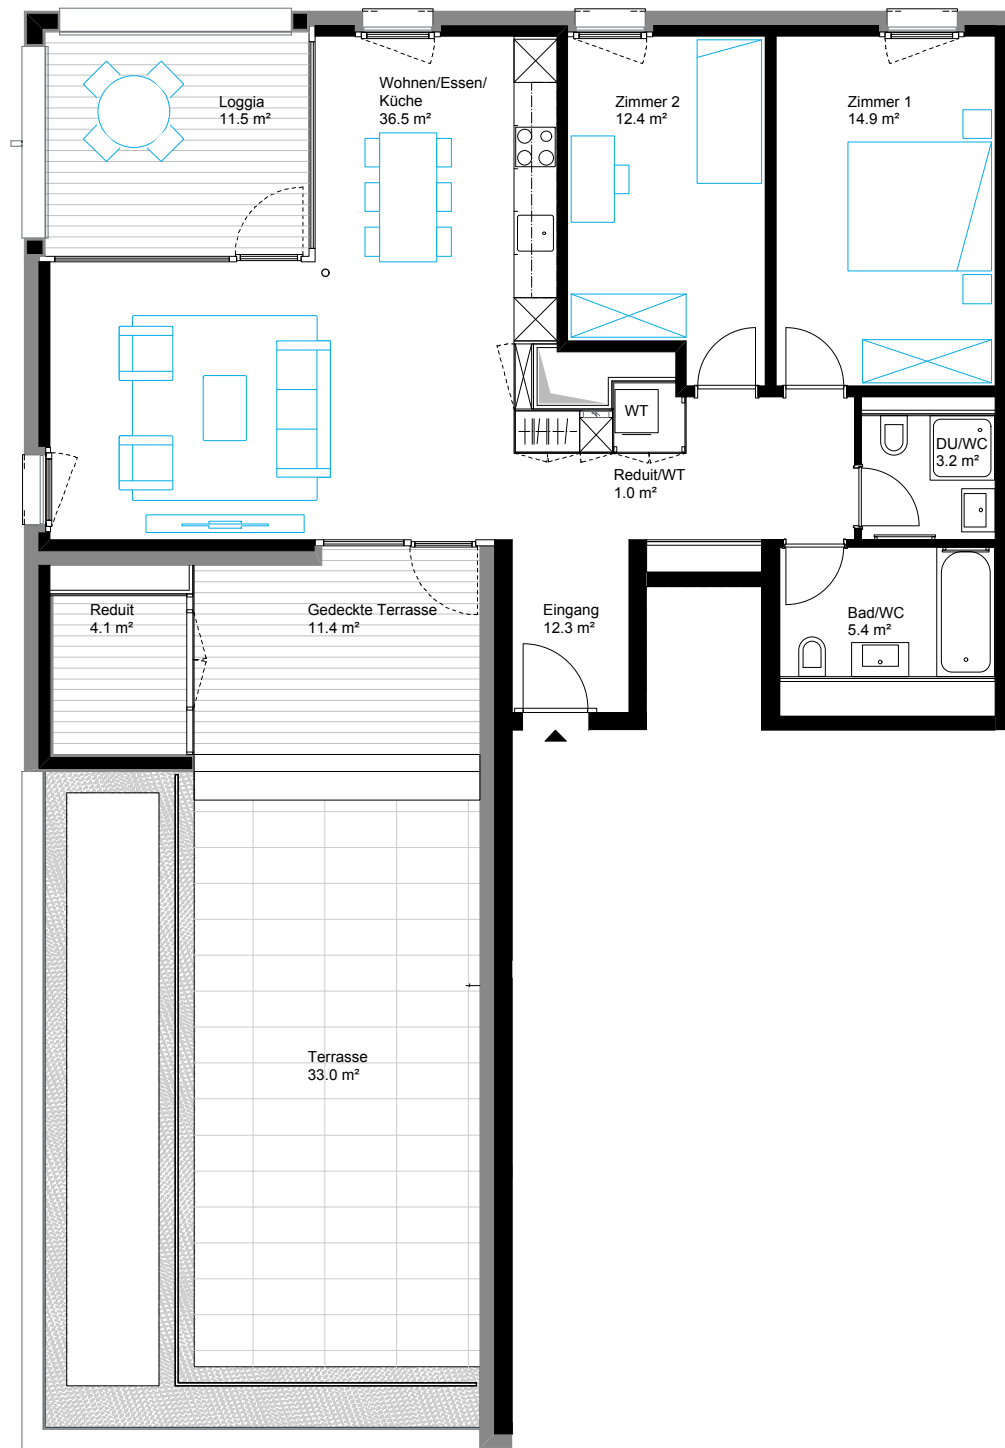 Loggia
11.5 m²
Wohnen/Essen/
Küche
36.5 m²
Zimmer 2
12.4 m²
Zimmer 1
14.9 m²
WT
DU/WC
3.2 m²
Reduit/WT
1.0 m²
Reduit
4.1 m²
Gedeckte Terrasse
11.4 m²
Eingang
12.3 m²
Bad/WC
5.4 m²
Terrasse
33.0 m²